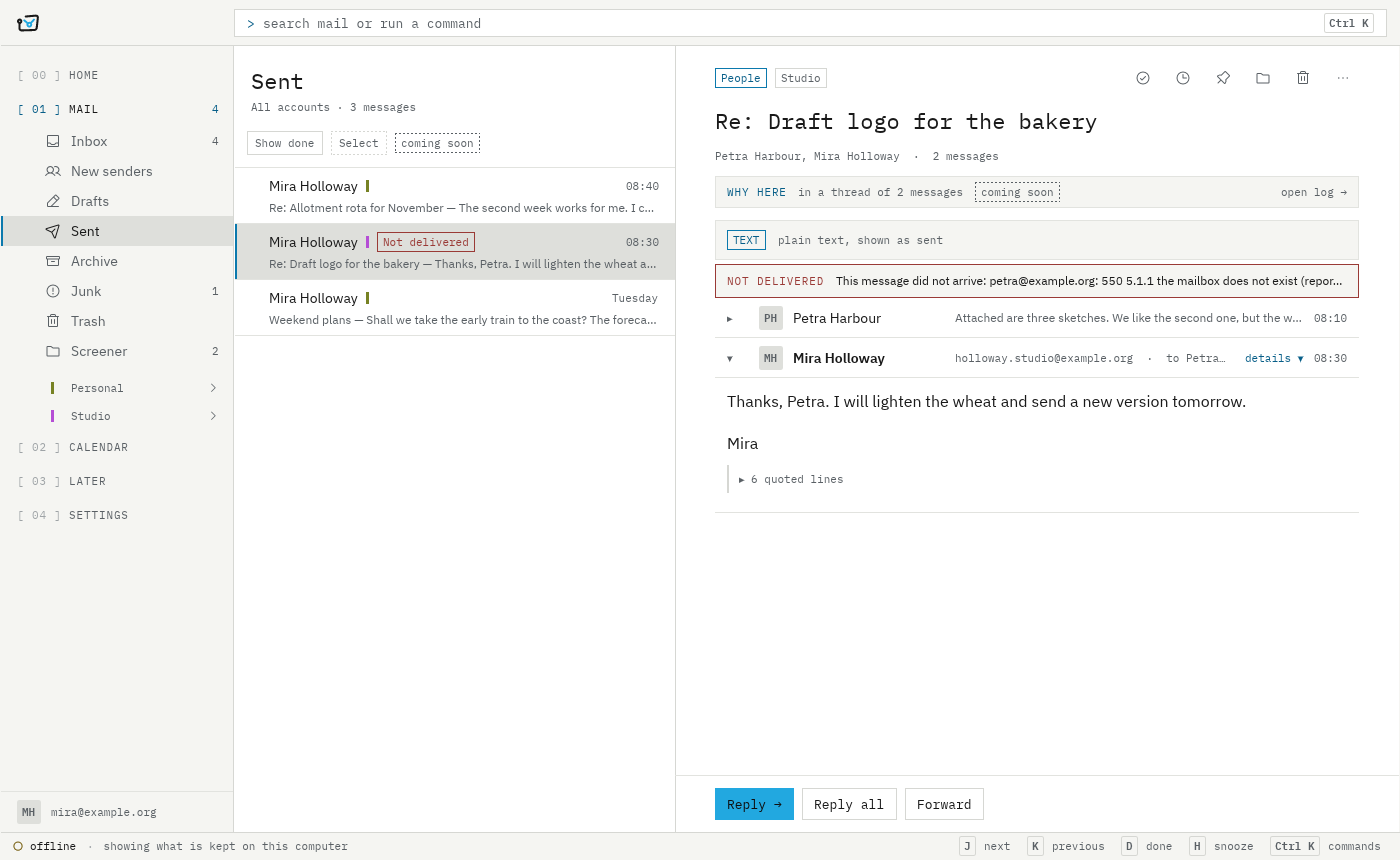 > search mail or run a command Ctrl K
[ 00 ] HOME
[ 01 ] MAIL 4
Inbox 4
New senders
Drafts
Sent
Archive
Junk 1
Trash
Screener 2
Personal
Studio
[ 02 ] CALENDAR
[ 03 ] LATER
[ 04 ] SETTINGS
MH mira@example.org
Sent
All accounts · 3 messages
Show done Select coming soon
Mira Holloway 08:40
Re: Allotment rota for November — The second week works for me. I c…
Mira Holloway Not delivered 08:30
Re: Draft logo for the bakery — Thanks, Petra. I will lighten the wheat a…
Mira Holloway Tuesday
Weekend plans — Shall we take the early train to the coast? The foreca…
People Studio
Re: Draft logo for the bakery
Petra Harbour, Mira Holloway · 2 messages
WHY HERE in a thread of 2 messages coming soon open log →
TEXT plain text, shown as sent
NOT DELIVERED This message did not arrive: petra@example.org: 550 5.1.1 the mailbox does not exist (repor…
▸ PH Petra Harbour Attached are three sketches. We like the second one, but the w… 08:10
▾ MH Mira Holloway holloway.studio@example.org · to Petra… details ▾ 08:30
Thanks, Petra. I will lighten the wheat and send a new version tomorrow.
Mira
▸ 6 quoted lines
Reply → Reply all Forward
offline · showing what is kept on this computer
J next K previous D done H snooze Ctrl K commands